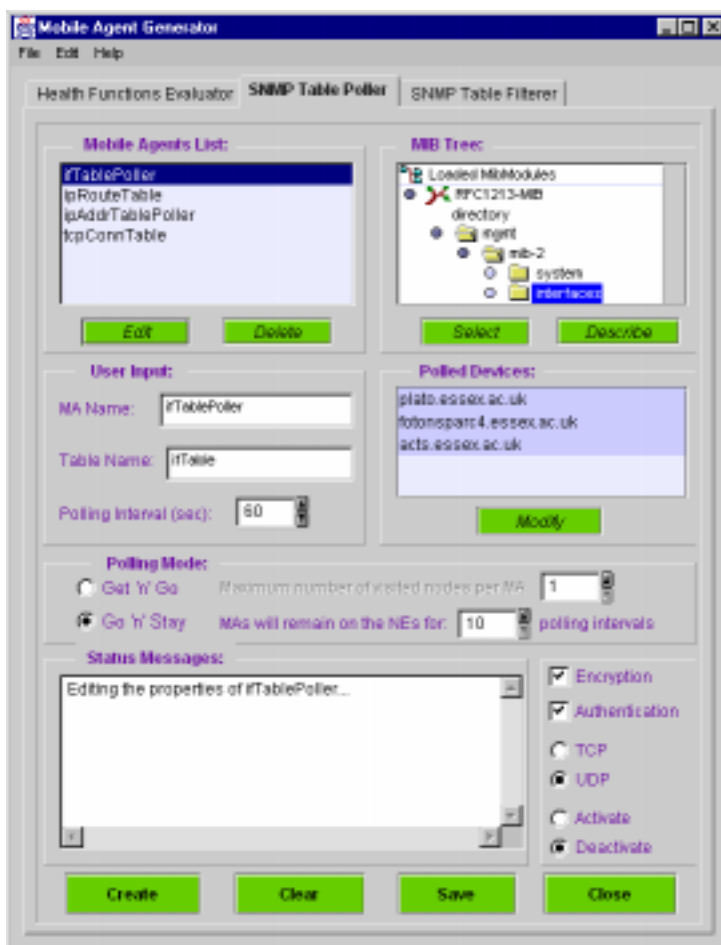 Mobile Agent Generator
File Edit Help
Health Functions Evaluator SNMP Table Poller SNMP Table Filterer
Mobile Agents List:
ifTablePoller
ipRouteTable
ipAddrTablePoller
tcpConnTable
Edit Delete
MIB Tree:
Loaded MibModules
RFC1213-MIB
directory
mgmt
mib-2
system
interfaces
Select Describe
User Input:
MA Name: ifTablePoller
Table Name: ifTable
Polling Interval (sec): 60
Polled Devices:
plato.essex.ac.uk
fotonsparc4.essex.ac.uk
acts.essex.ac.uk
Modify
Polling Mode:
Get 'n' Go Maximum number of visited nodes per MA 1
Go 'n' Stay MAs will remain on the NEs for: 10 polling intervals
Status Messages:
Editing the properties of ifTablePoller...
Encryption
Authentication
TCP
UDP
Activate
Deactivate
Create Clear Save Close